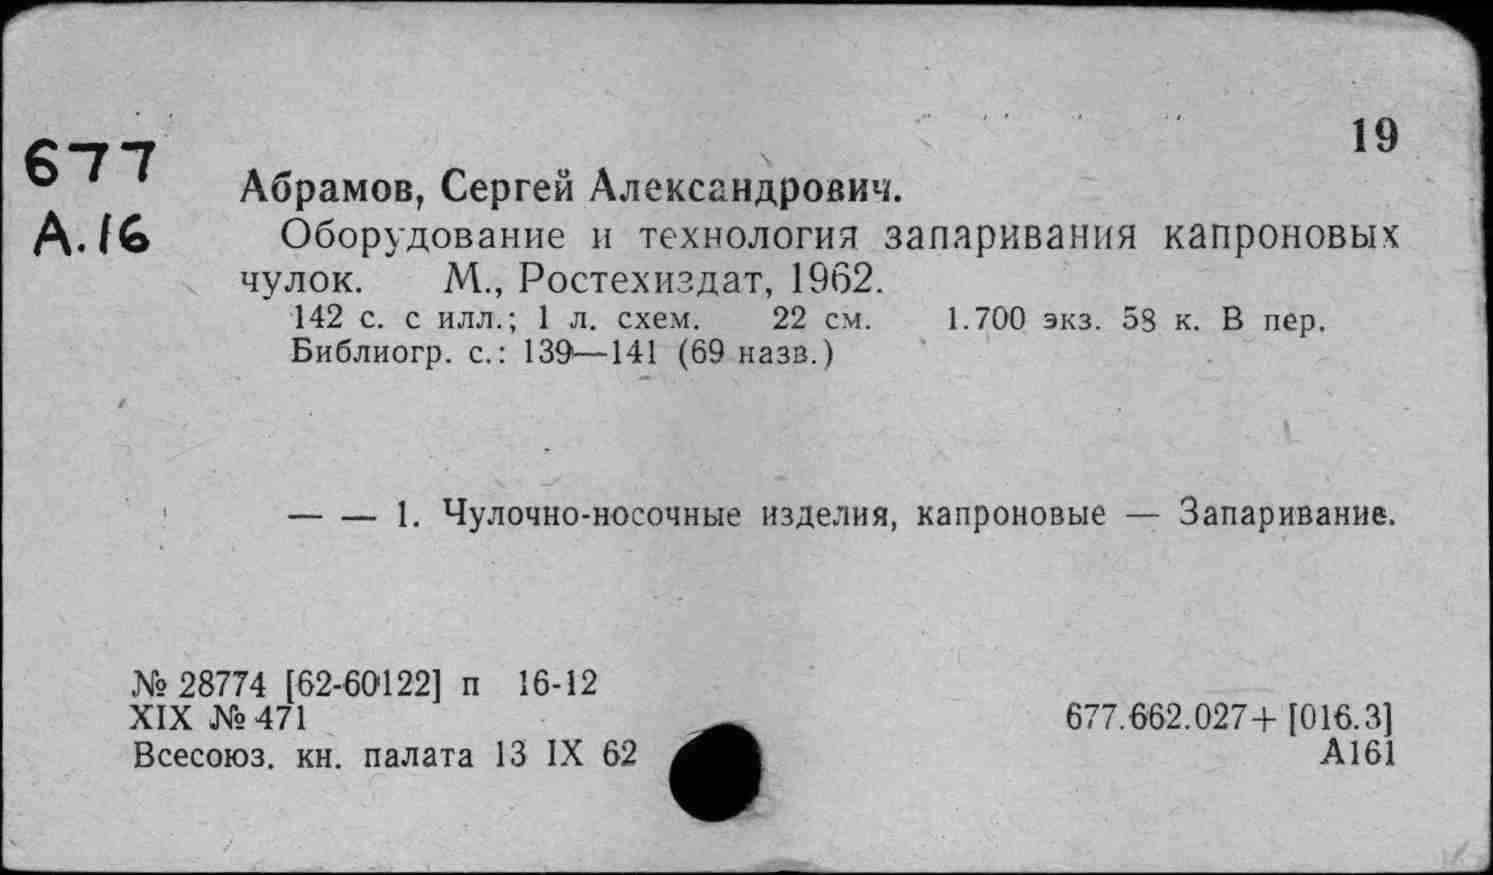 19
677
А.16
Абрамов, Сергей Александрович.
Оборудование и технология запаривания капроновых
чулок. М., Ростехиздат, 1962.
142 с. с илл.; 1 л. схем. 22 см. 1.700 экз. 58 к. В пер.
Библиогр. с.: 139—141 (69 назв.)
— — 1. Чулочно-носочные изделия, капроновые — Запаривание.
№ 28774 [62-60122] п 16-12
XIX № 471
Всесоюз. кн. палата 13 IX 62
677.662.027+[016.3]
А161